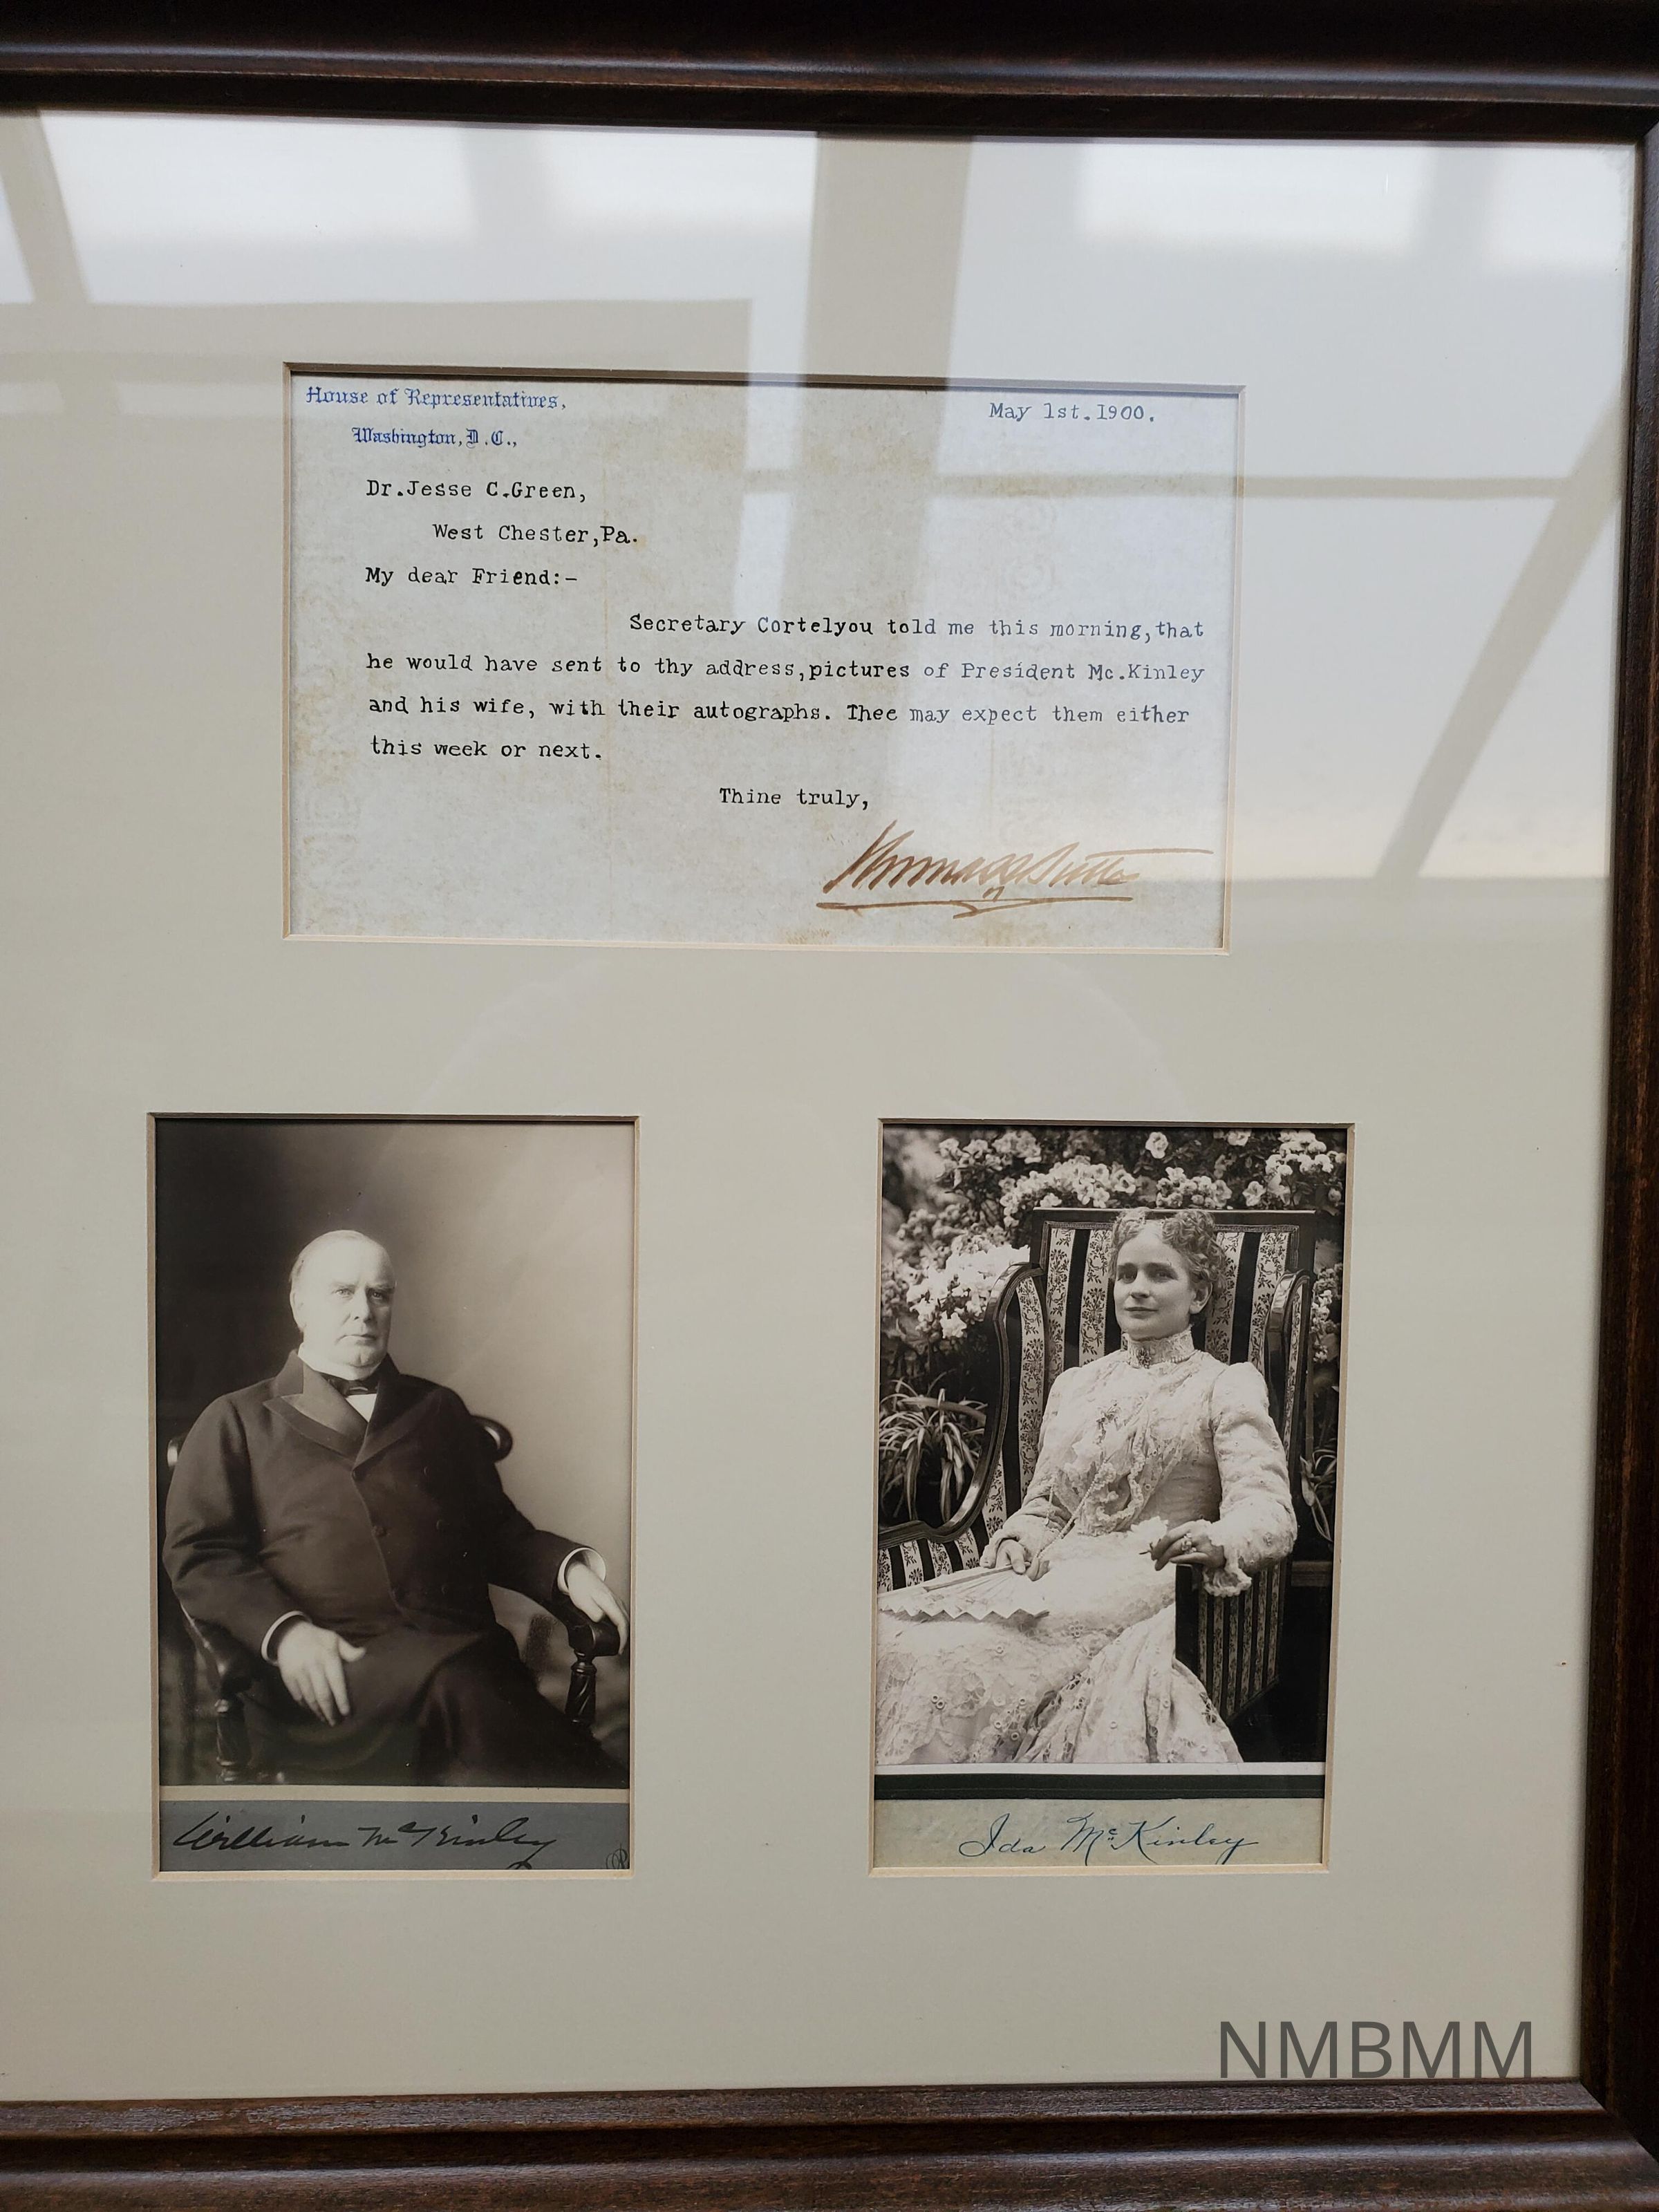 House of Representatives,
May 1st.1900.
Washington, D.C.,
Dr.Jesse C.Green,
West Chester,Pa.
My dear Friend:-
Secretary Cortelyou told me this morning,that
he would have sent to thy address,pictures of President Mc.Kinley
and his wife, with their autographs. Thee may expect them either
this week or next.
Thine truly,
Thomas S Butler
William McKinley
Ida McKinley
NMBMM